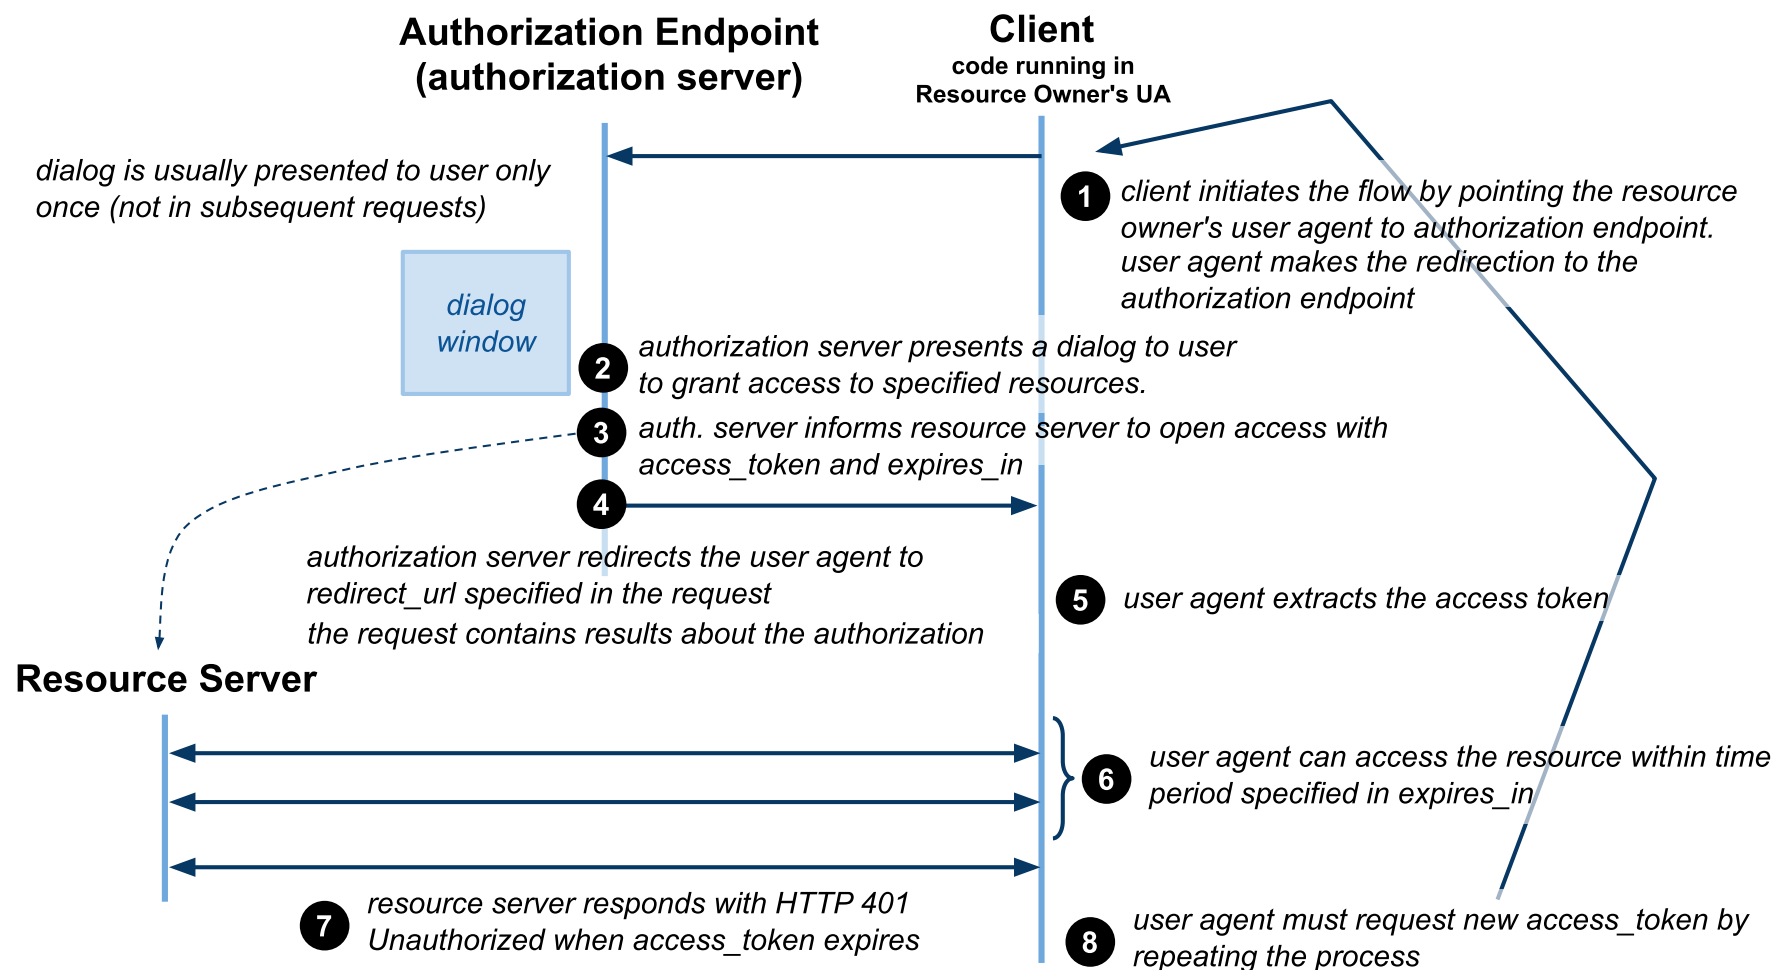 Authorization Endpoint
(authorization server)
Client
code running in
Resource Owner's UA
dialog is usually presented to user only
once (not in subsequent requests)
1
client initiates the flow by pointing the resource
owner's user agent to authorization endpoint.
user agent makes the redirection to the
authorization endpoint
dialog
window
2
authorization server presents a dialog to user
to grant access to specified resources.
3
auth. server informs resource server to open access with
access_token and expires_in
4
authorization server redirects the user agent to
redirect_url specified in the request
the request contains results about the authorization
5
user agent extracts the access token
Resource Server
6
user agent can access the resource within time
period specified in expires_in
7
resource server responds with HTTP 401
Unauthorized when access_token expires
8
user agent must request new access_token by
repeating the process